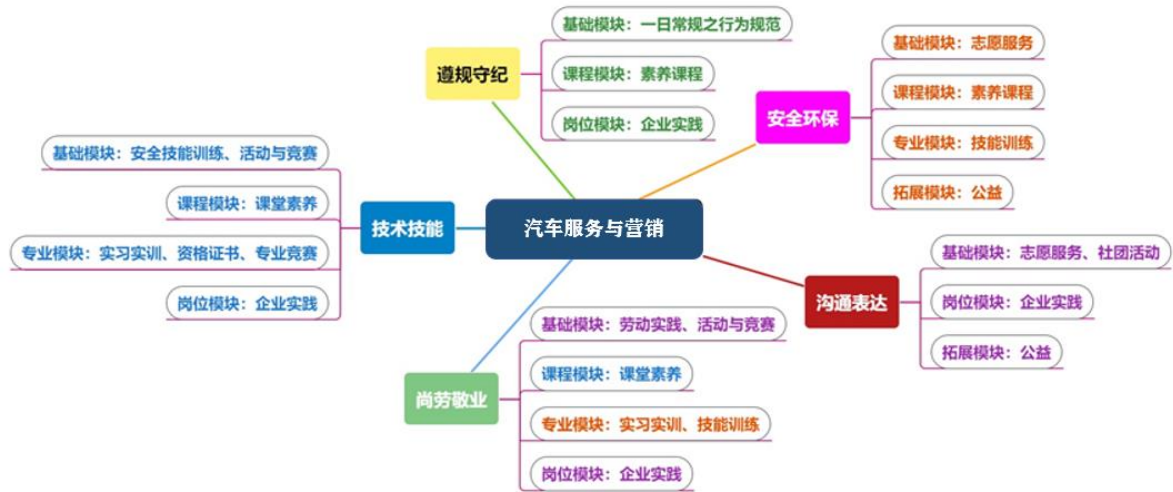 汽车服务与营销
遵规守纪
基础模块：一日常规之行为规范
课程模块：素养课程
岗位模块：企业实践
安全环保
基础模块：志愿服务
课程模块：素养课程
专业模块：技能训练
拓展模块：公益
技术技能
基础模块：安全技能训练、活动与竞赛
课程模块：课堂素养
专业模块：实习实训、资格证书、专业竞赛
岗位模块：企业实践
沟通表达
基础模块：志愿服务、社团活动
岗位模块：企业实践
拓展模块：公益
尚劳敬业
基础模块：劳动实践、活动与竞赛
课程模块：课堂素养
专业模块：实习实训、技能训练
岗位模块：企业实践